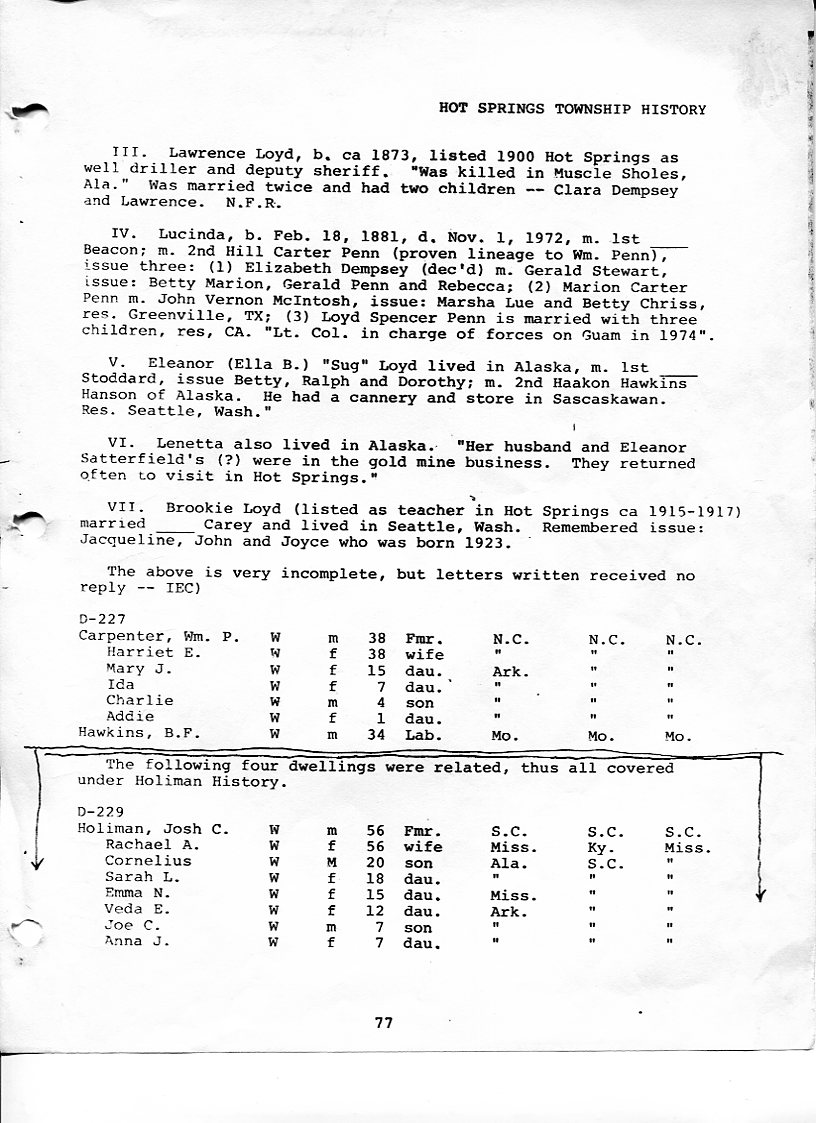 HOT SPRINGS TOWNSHIP HISTORY
III. Lawrence Loyd, b. ca 1873, listed 1900 Hot Springs as
well driller and deputy sheriff. "Was killed in Muscle Sholes,
Ala." Was married twice and had two children -- Clara Dempsey
and Lawrence. N.F.R.
IV. Lucinda, b. Feb. 18, 1881, d. Nov. 1, 1972, m. 1st ____
Beacon; m. 2nd Hill Carter Penn (proven lineage to Wm. Penn),
issue three: (1) Elizabeth Dempsey (dec'd) m. Gerald Stewart,
issue: Betty Marion, Gerald Penn and Rebecca; (2) Marion Carter
Penn m. John Vernon McIntosh, issue: Marsha Lue and Betty Chriss,
res. Greenville, TX; (3) Loyd Spencer Penn is married with three
children, res, CA. "Lt. Col. in charge of forces on Guam in 1974".
V. Eleanor (Ella B.) "Sug" Loyd lived in Alaska, m. 1st ____
Stoddard, issue Betty, Ralph and Dorothy; m. 2nd Haakon Hawkins
Hanson of Alaska. He had a cannery and store in Sascaskawan.
Res. Seattle, Wash."
VI. Lenetta also lived in Alaska. "Her husband and Eleanor
Satterfield's (?) were in the gold mine business. They returned
often to visit in Hot Springs."
VII. Brookie Loyd (listed as teacher in Hot Springs ca 1915-1917)
married ____ Carey and lived in Seattle, Wash. Remembered issue:
Jacqueline, John and Joyce who was born 1923.
The above is very incomplete, but letters written received no
reply -- IEC)
D-227
Carpenter, Wm. P. W m 38 Fmr. N.C. N.C. N.C.
Harriet E. W f 38 wife " " "
Mary J. W f 15 dau. Ark. " "
Ida W f 7 dau. " " "
Charlie W m 4 son " " "
Addie W f 1 dau. " " "
Hawkins, B.F. W m 34 Lab. Mo. Mo. Mo.
The following four dwellings were related, thus all covered
under Holiman History.
D-229
Holiman, Josh C. W m 56 Fmr. S.C. S.C. S.C.
Rachael A. W f 56 wife Miss. Ky. Miss.
Cornelius W M 20 son Ala. S.C. "
Sarah L. W f 18 dau. " " "
Emma N. W f 15 dau. Miss. " "
Veda E. W f 12 dau. Ark. " "
Joe C. W m 7 son " " "
Anna J. W f 7 dau. " " "
77